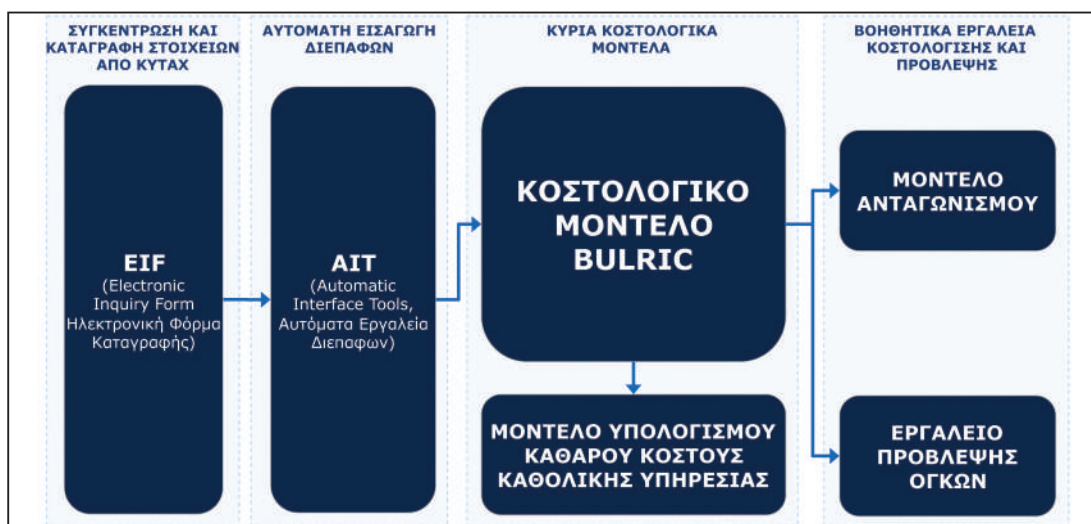 ΣΥΓΚΕΝΤΡΩΣΗ ΚΑΙ
ΚΑΤΑΓΡΑΦΗ ΣΤΟΙΧΕΙΩΝ
ΑΠΟ ΚΥΤΑΧ
ΑΥΤΟΜΑΤΗ ΕΙΣΑΓΩΓΗ
ΔΙΕΠΑΦΩΝ
ΚΥΡΙΑ ΚΟΣΤΟΛΟΓΙΚΑ
ΜΟΝΤΕΛΑ
ΒΟΗΘΗΤΙΚΑ ΕΡΓΑΛΕΙΑ
ΚΟΣΤΟΛΟΓΙΣΗΣ ΚΑΙ
ΠΡΟΒΛΕΨΗΣ
EIF
(Electronic
Inquiry Form
Ηλεκτρονική Φόρμα
Καταγραφής)
AIT
(Automatic
Interface Tools,
Αυτόματα Εργαλεία
Διεπαφων)
ΚΟΣΤΟΛΟΓΙΚΟ
ΜΟΝΤΕΛΟ
BULRIC
ΜΟΝΤΕΛΟ ΥΠΟΛΟΓΙΣΜΟΥ
ΚΑΘΑΡΟΥ ΚΟΣΤΟΥΣ
ΚΑΘΟΛΙΚΗΣ ΥΠΗΡΕΣΙΑΣ
ΜΟΝΤΕΛΟ
ΑΝΤΑΓΩΝΙΣΜΟΥ
ΕΡΓΑΛΕΙΟ
ΠΡΟΒΛΕΨΗΣ
ΟΓΚΩΝ